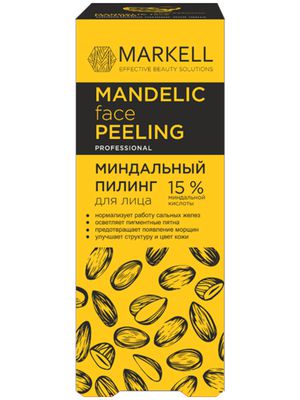 MARKELL
EFFECTIVE BEAUTY SOLUTIONS
MANDELIC
face
PEELING
PROFESSIONAL
МИНДАЛЬНЫЙ
ПИЛИНГ
для лица
15 %
миндальной
кислоты
• нормализует работу сальных желез
• осветляет пигментные пятна
• предотвращает появление морщин
• улучшает структуру и цвет кожи